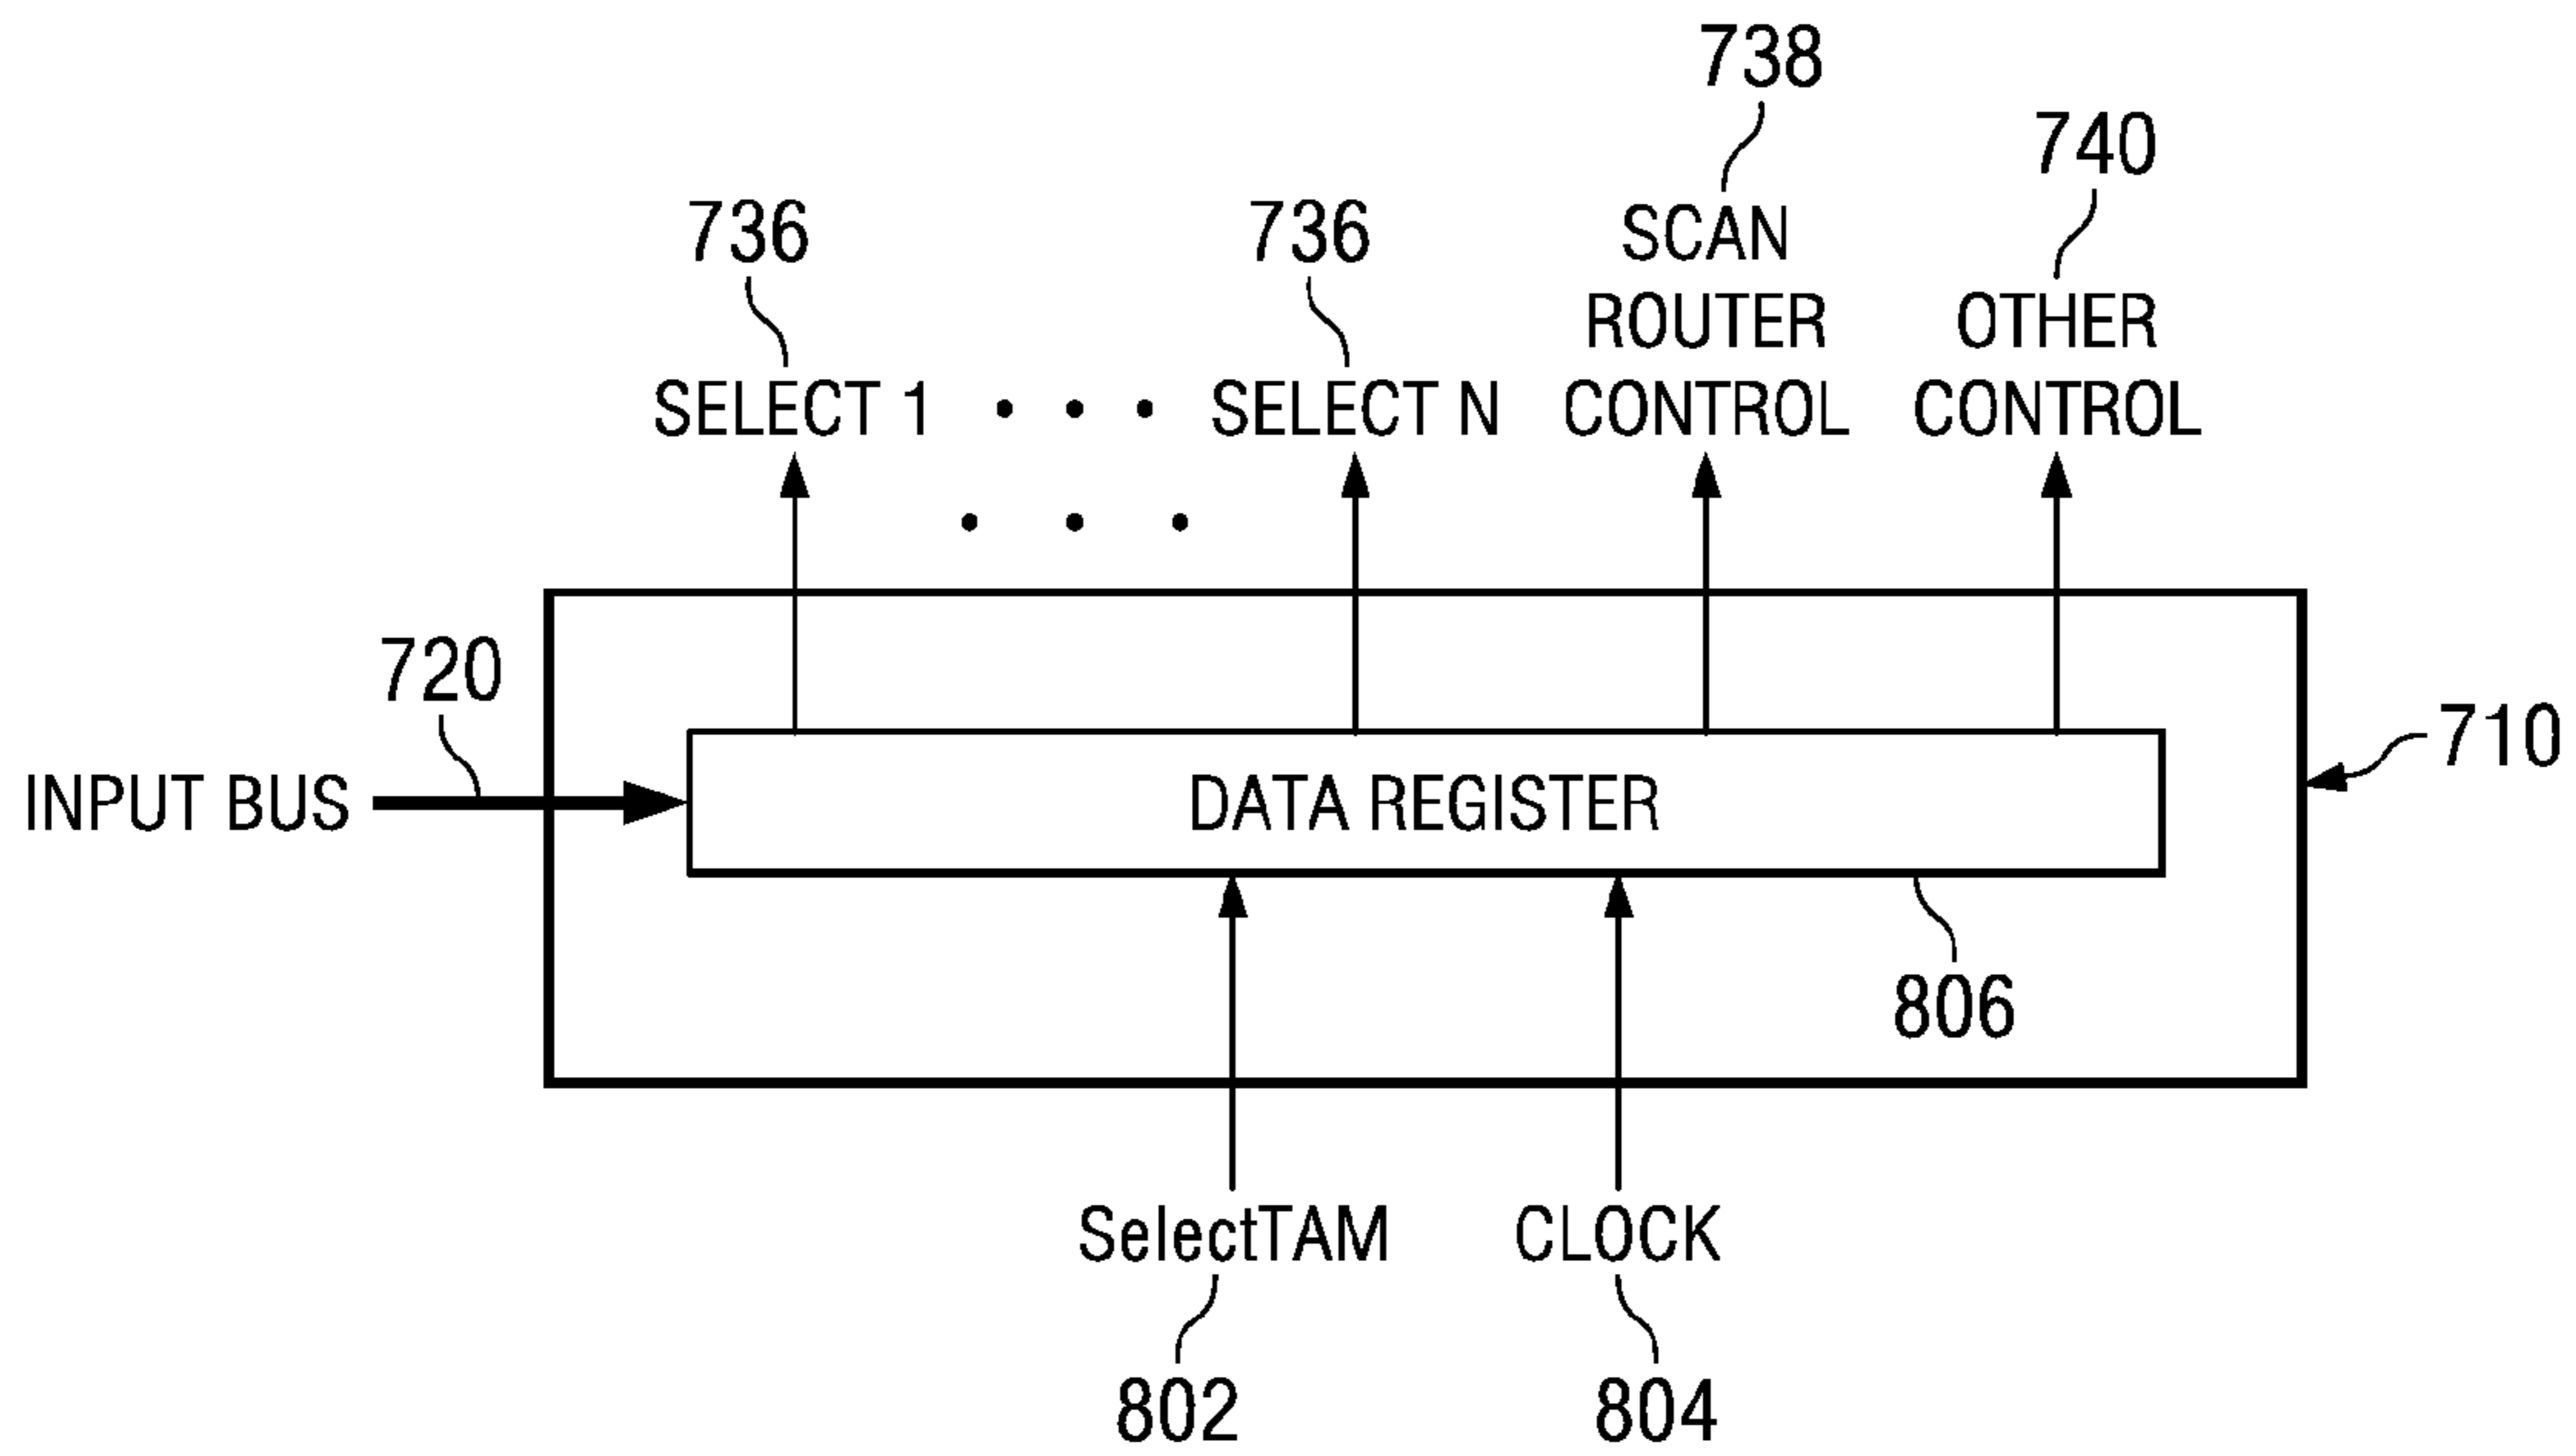 738
740
736
736
SCAN
ROUTER
OTHER
SELECT 1 • • • SELECT N
CONTROL
CONTROL
• • •
720
710
INPUT BUS
DATA REGISTER
806
SelectTAM
CLOCK
802
804